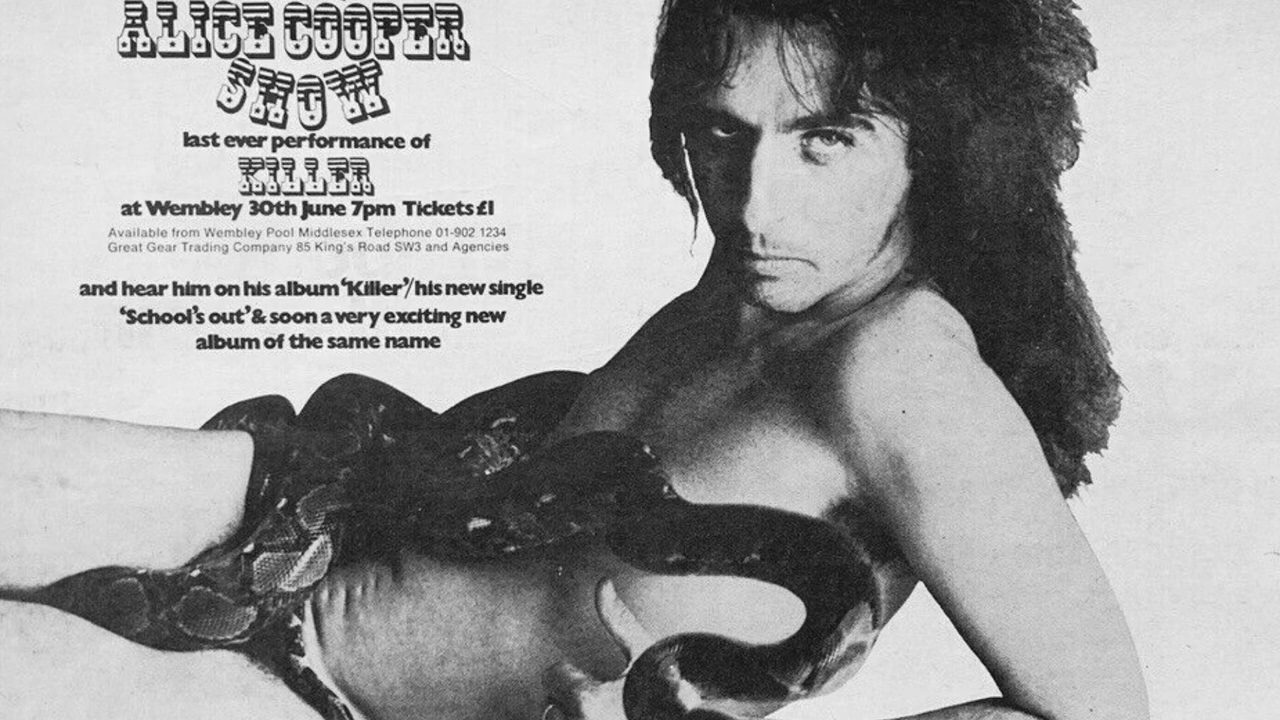 ALICE COOPER
SHOW
last ever performance of
KILLER
at Wembley 30th June 7pm Tickets £1
Available from Wembley Pool Middlesex Telephone 01-902 1234
Great Gear Trading Company 85 King's Road SW3 and Agencies
and hear him on his album 'Killer'/his new single
'School's out' & soon a very exciting new
album of the same name